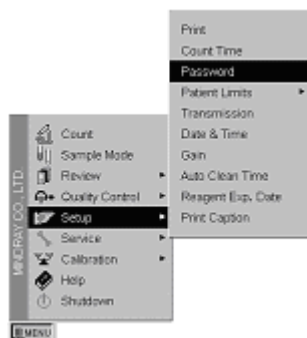 Print
Count Time
Password
Patient Limits
Transmission
Date & Time
Gain
Auto Clean Time
Reagent Exp. Date
Print Caption
MINDRAY CO., LTD.
Count
Sample Mode
Review
Quality Control
Setup
Service
Calibration
Help
Shutdown
MENU